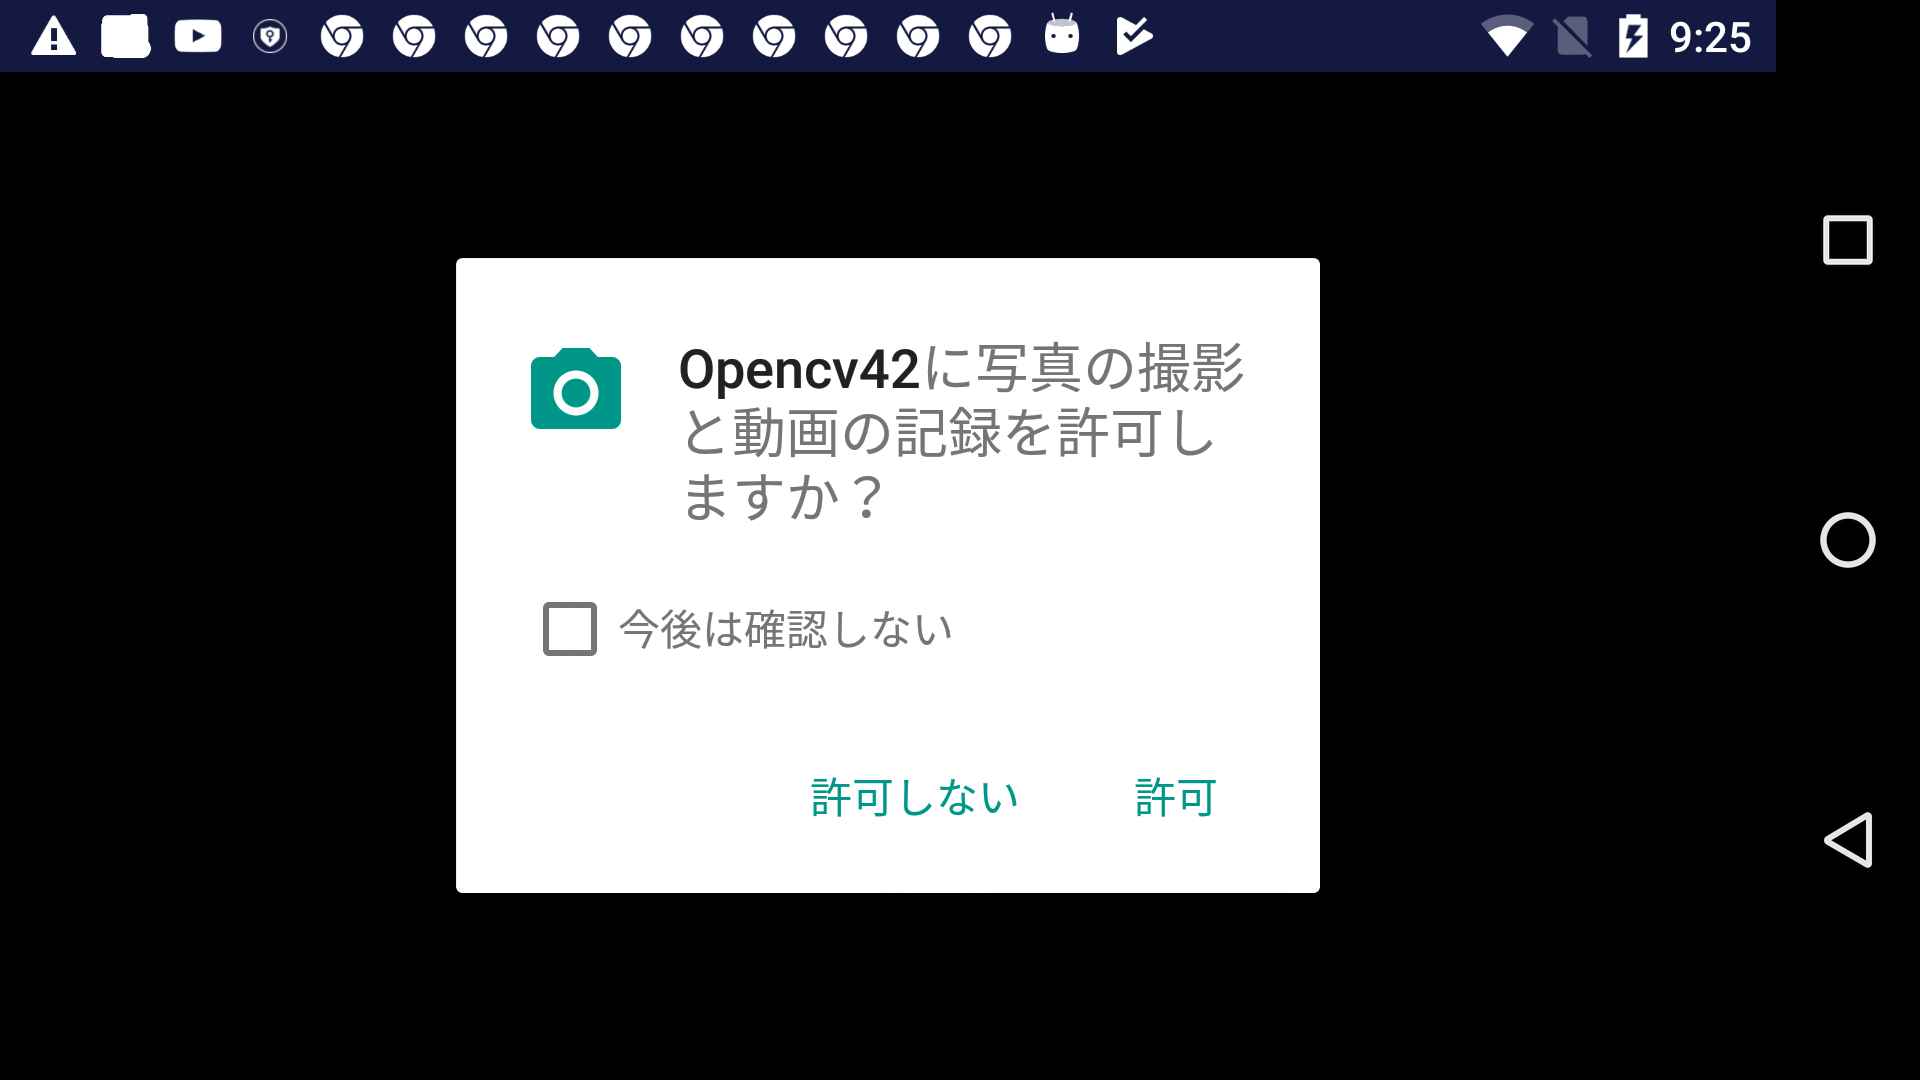 9:25
Opencv42に写真の撮影
と動画の記録を許可し
ますか？
今後は確認しない
許可しない 許可